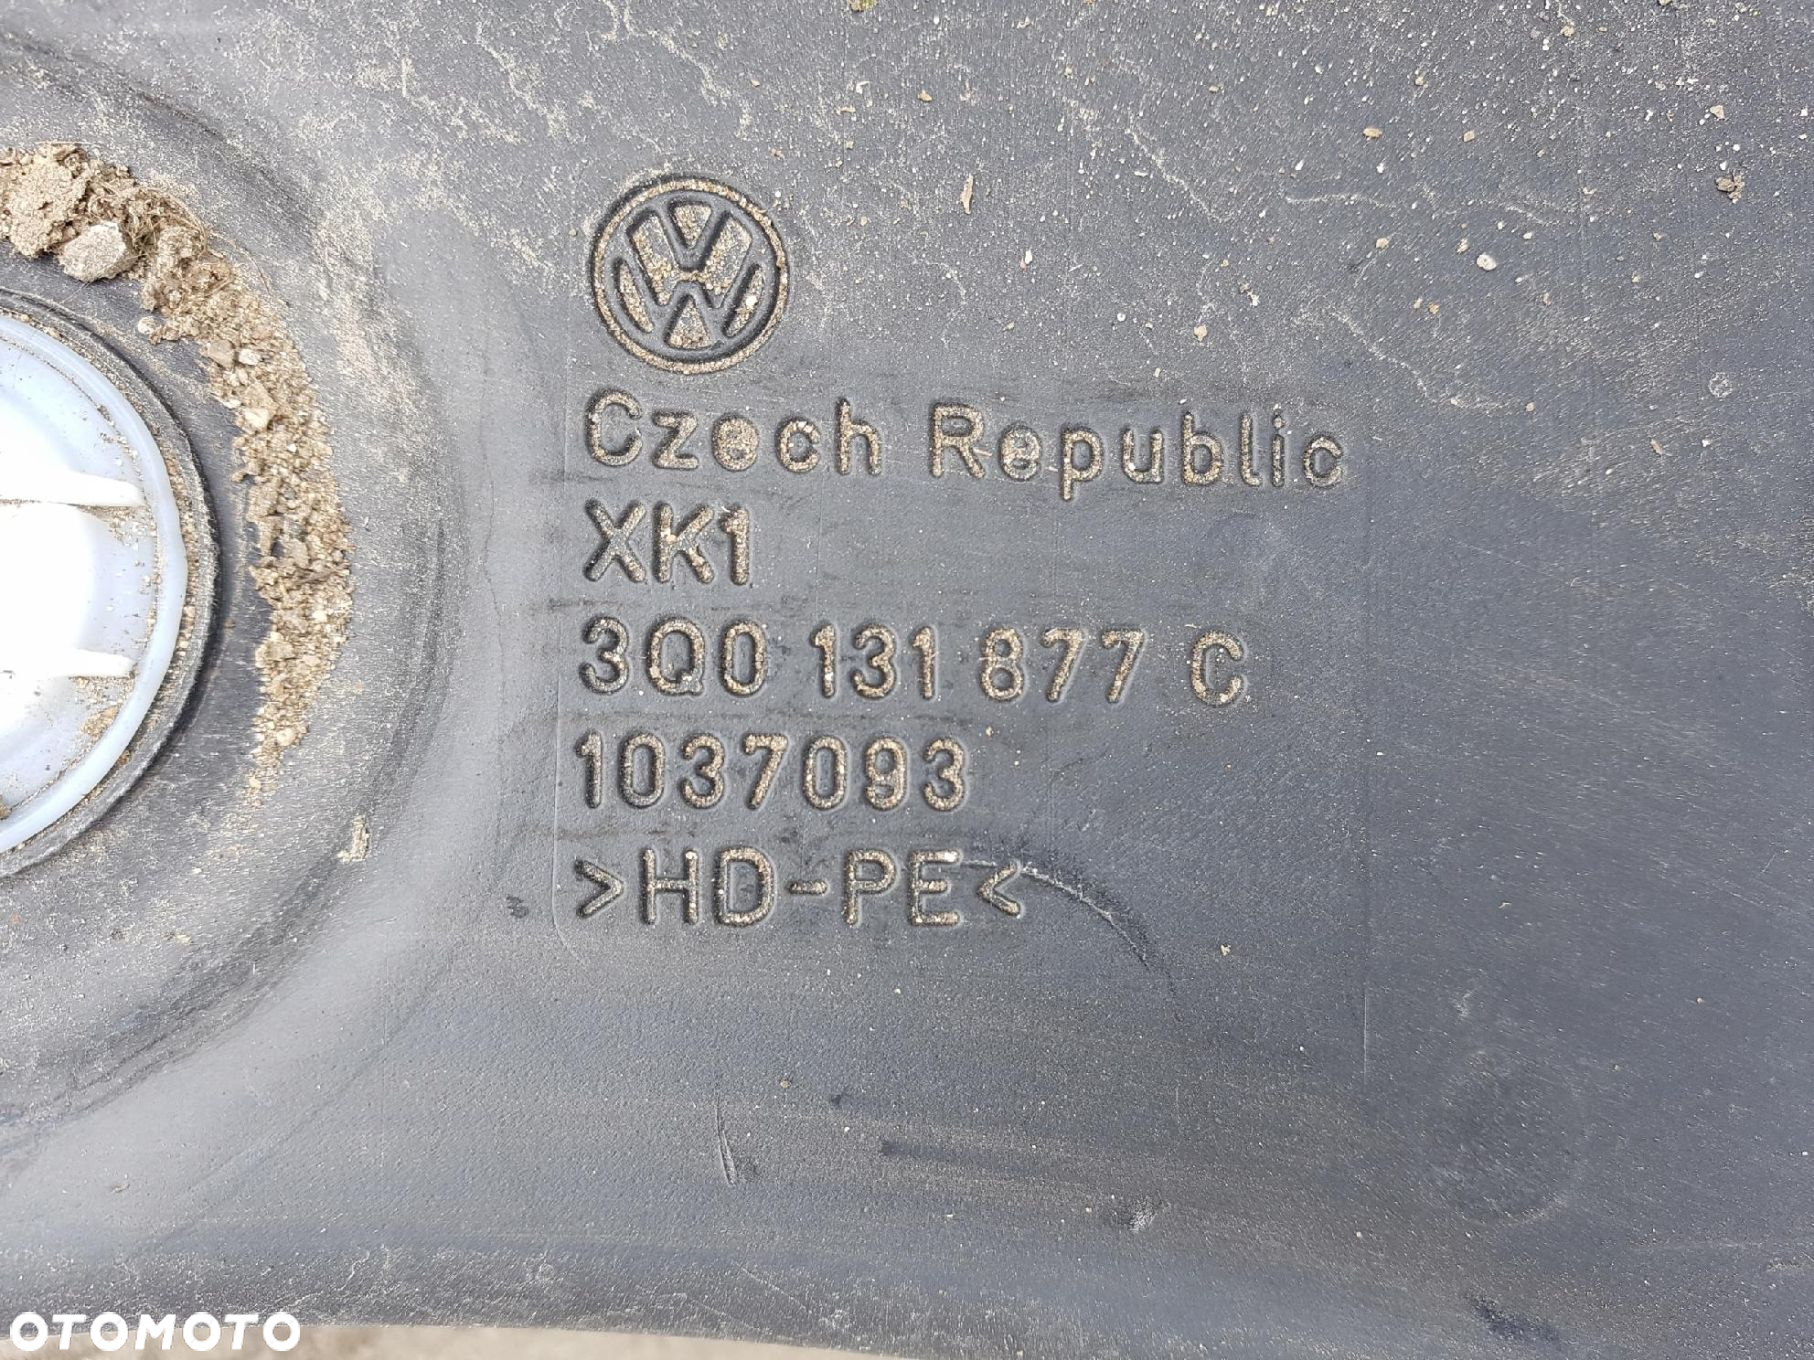 Czech Republic
XK1
3Q0 131 877 C
1037093
>HD-PE<
OTOMOTO